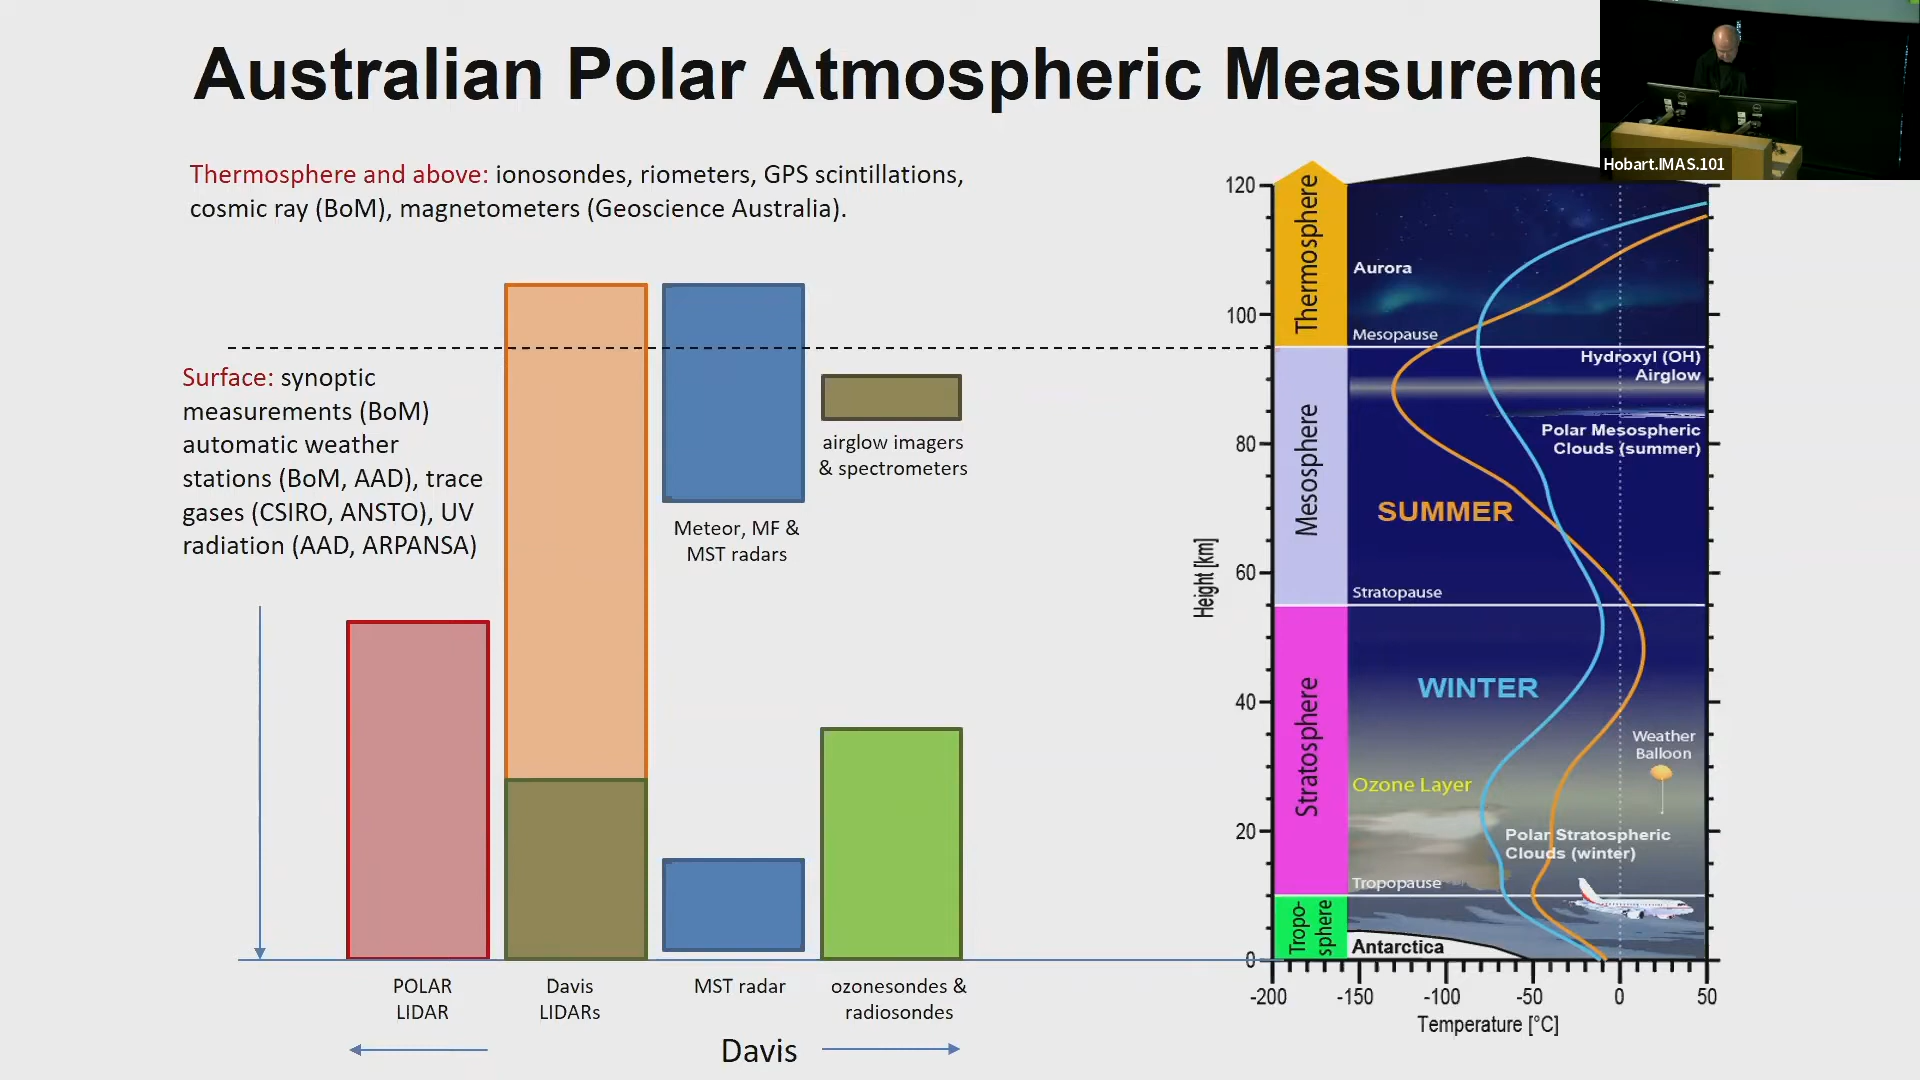 Australian Polar Atmospheric Measureme
Hobart.IMAS.101
Thermosphere and above: ionosondes, riometers, GPS scintillations,
cosmic ray (BoM), magnetometers (Geoscience Australia).
Surface: synoptic
measurements (BoM)
automatic weather
stations (BoM, AAD), trace
gases (CSIRO, ANSTO), UV
radiation (AAD, ARPANSA)
airglow imagers
& spectrometers
Meteor, MF &
MST radars
POLAR
LIDAR
Davis
LIDARs
MST radar
ozonesondes &
radiosondes
Davis
Height [km]
120
100
80
60
40
20
0
Thermosphere
Mesosphere
Stratosphere
Tropo-
sphere
Aurora
Mesopause
Hydroxyl (OH)
Airglow
Polar Mesospheric
Clouds (summer)
SUMMER
Stratopause
WINTER
Weather
Balloon
Ozone Layer
Polar Stratospheric
Clouds (winter)
Tropopause
Antarctica
-200 -150 -100 -50 0 50
Temperature [°C]